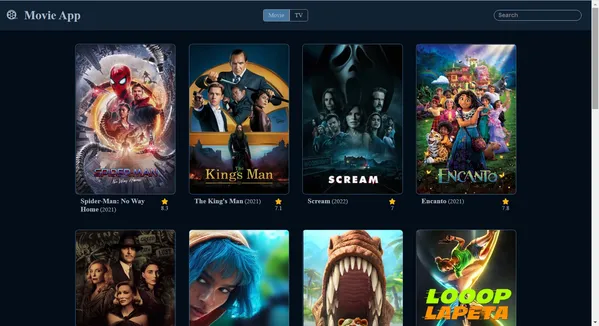 Movie App
Movie
TV
Search
SPIDER-MAN
NO WAY HOME
King's Man
SCREAM
ENCANTO
Spider-Man: No Way
Home (2021)
8.3
The King's Man (2021)
7.1
Scream (2022)
7
Encanto (2021)
7.8
LOOOP
LAPETA